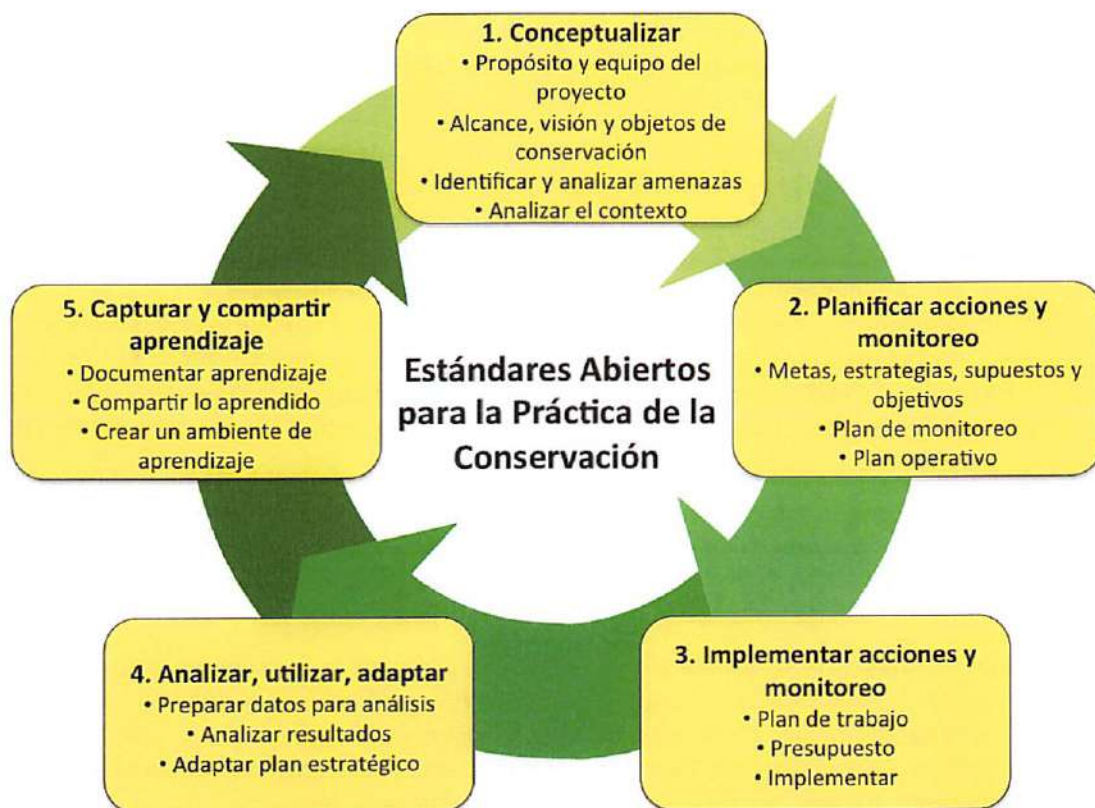 1. Conceptualizar
• Propósito y equipo del
proyecto
• Alcance, visión y objetos de
conservación
• Identificar y analizar amenazas
• Analizar el contexto
2. Planificar acciones y
monitoreo
• Metas, estrategias, supuestos y
objetivos
• Plan de monitoreo
• Plan operativo
3. Implementar acciones y
monitoreo
• Plan de trabajo
• Presupuesto
• Implementar
4. Analizar, utilizar, adaptar
• Preparar datos para análisis
• Analizar resultados
• Adaptar plan estratégico
5. Capturar y compartir
aprendizaje
• Documentar aprendizaje
• Compartir lo aprendido
• Crear un ambiente de
aprendizaje
Estándares Abiertos
para la Práctica de la
Conservación